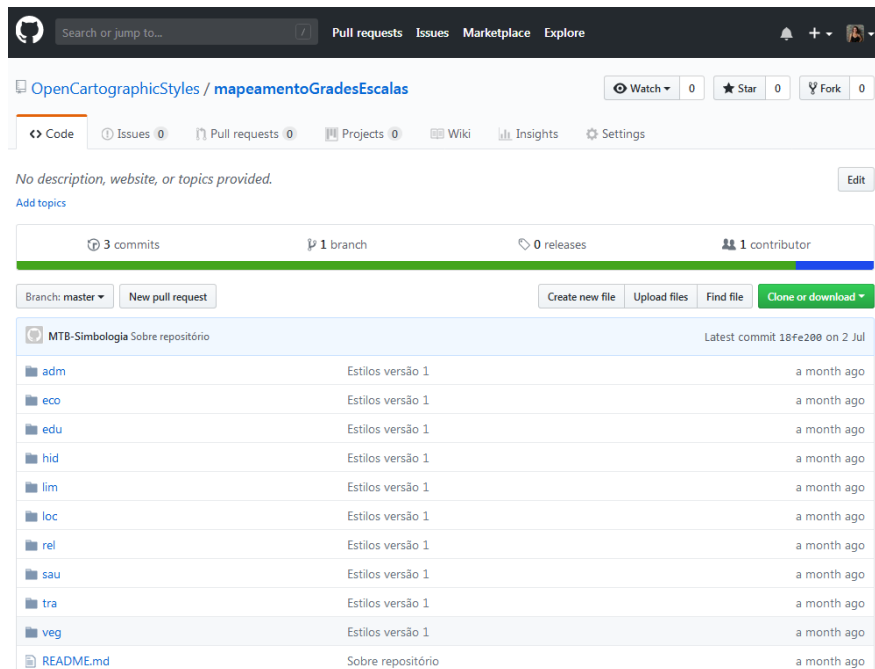 Search or jump to... / Pull requests Issues Marketplace Explore
OpenCartographicStyles / mapeamentoGradesEscalas Watch 0 Star 0 Fork 0
Code Issues 0 Pull requests 0 Projects 0 Wiki Insights Settings
No description, website, or topics provided. Edit
Add topics
3 commits 1 branch 0 releases 1 contributor
Branch: master New pull request Create new file Upload files Find file Clone or download
MTB-Simbologia Sobre repositório Latest commit 18fe200 on 2 Jul
adm Estilos versão 1 a month ago
eco Estilos versão 1 a month ago
edu Estilos versão 1 a month ago
hid Estilos versão 1 a month ago
lim Estilos versão 1 a month ago
loc Estilos versão 1 a month ago
rel Estilos versão 1 a month ago
sau Estilos versão 1 a month ago
tra Estilos versão 1 a month ago
veg Estilos versão 1 a month ago
README.md Sobre repositório a month ago